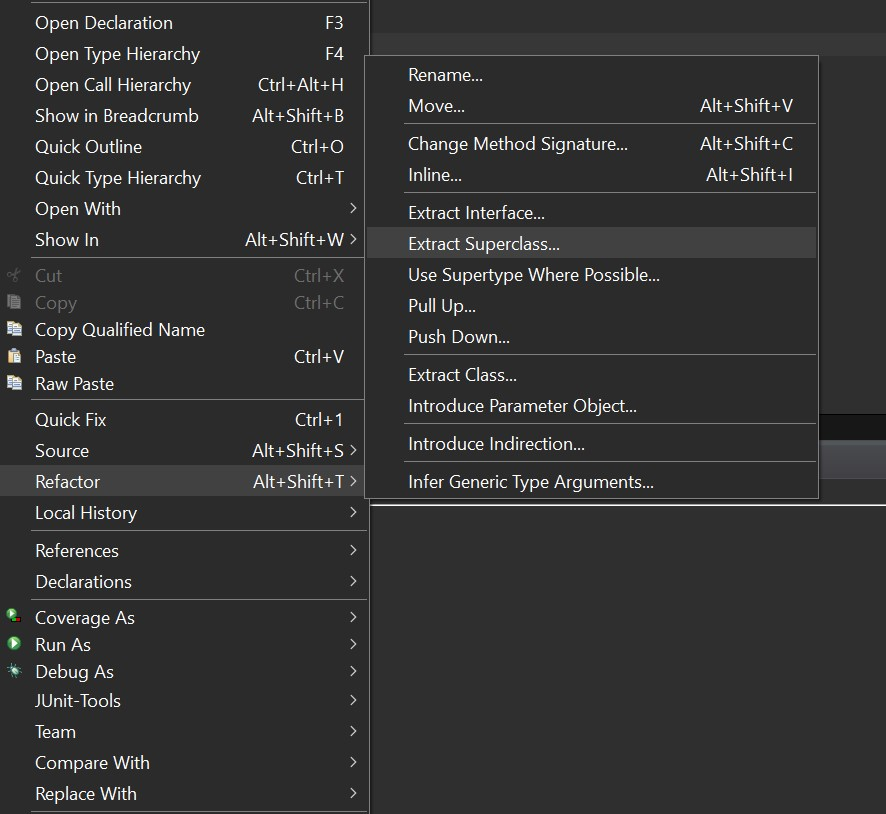 Open Declaration F3
Open Type Hierarchy F4
Open Call Hierarchy Ctrl+Alt+H
Show in Breadcrumb Alt+Shift+B
Quick Outline Ctrl+O
Quick Type Hierarchy Ctrl+T
Open With
Show In Alt+Shift+W
Cut Ctrl+X
Copy Ctrl+C
Copy Qualified Name
Paste Ctrl+V
Raw Paste
Quick Fix Ctrl+1
Source Alt+Shift+S
Refactor Alt+Shift+T
Local History
References
Declarations
Coverage As
Run As
Debug As
JUnit-Tools
Team
Compare With
Replace With
Rename...
Move... Alt+Shift+V
Change Method Signature... Alt+Shift+C
Inline... Alt+Shift+I
Extract Interface...
Extract Superclass...
Use Supertype Where Possible...
Pull Up...
Push Down...
Extract Class...
Introduce Parameter Object...
Introduce Indirection...
Infer Generic Type Arguments...